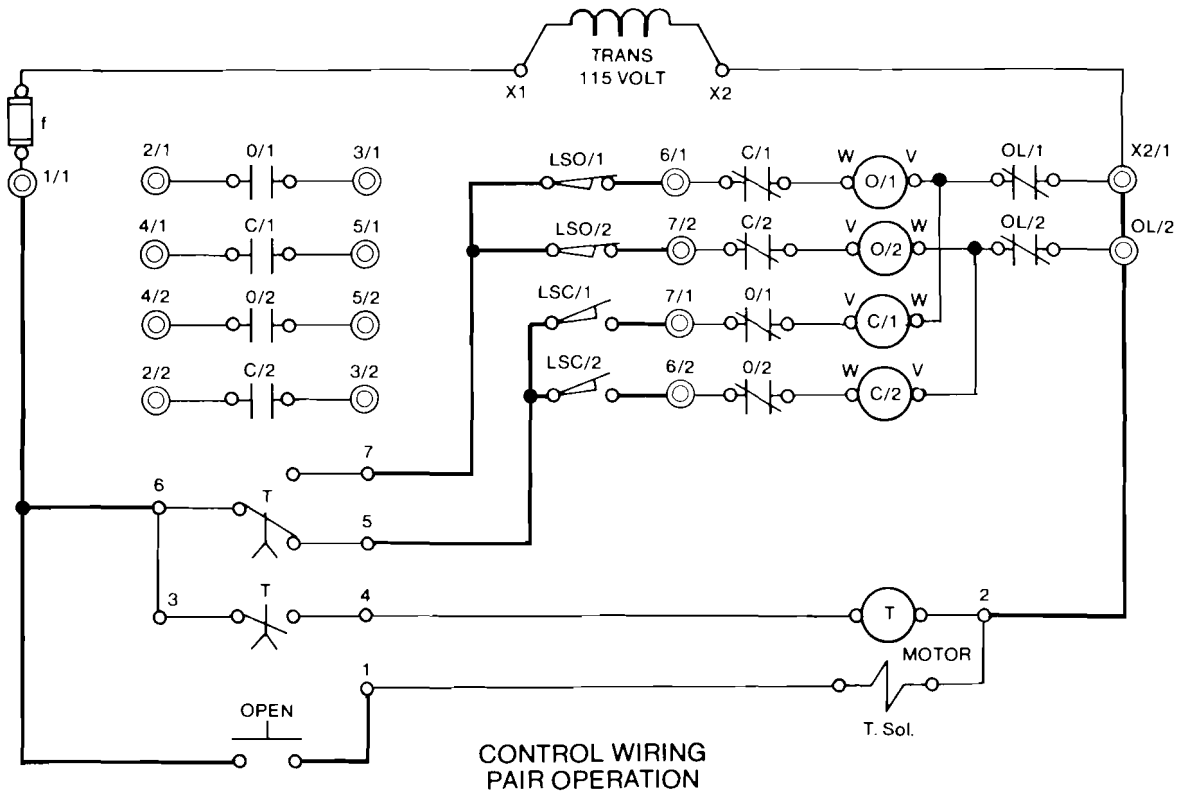 TRANS
115 VOLT
X1 X2
f
1/1
2/1 0/1 3/1
LSO/1 6/1 C/1 W O/1 V OL/1 X2/1
4/1 C/1 5/1
LSO/2 7/2 C/2 V O/2 W OL/2 OL/2
4/2 0/2 5/2
LSC/1 7/1 0/1 V C/1 W
2/2 C/2 3/2
LSC/2 6/2 0/2 W C/2 V
7
6 T
5
3 T 4 T 2
MOTOR
1
T. Sol.
OPEN
CONTROL WIRING
PAIR OPERATION